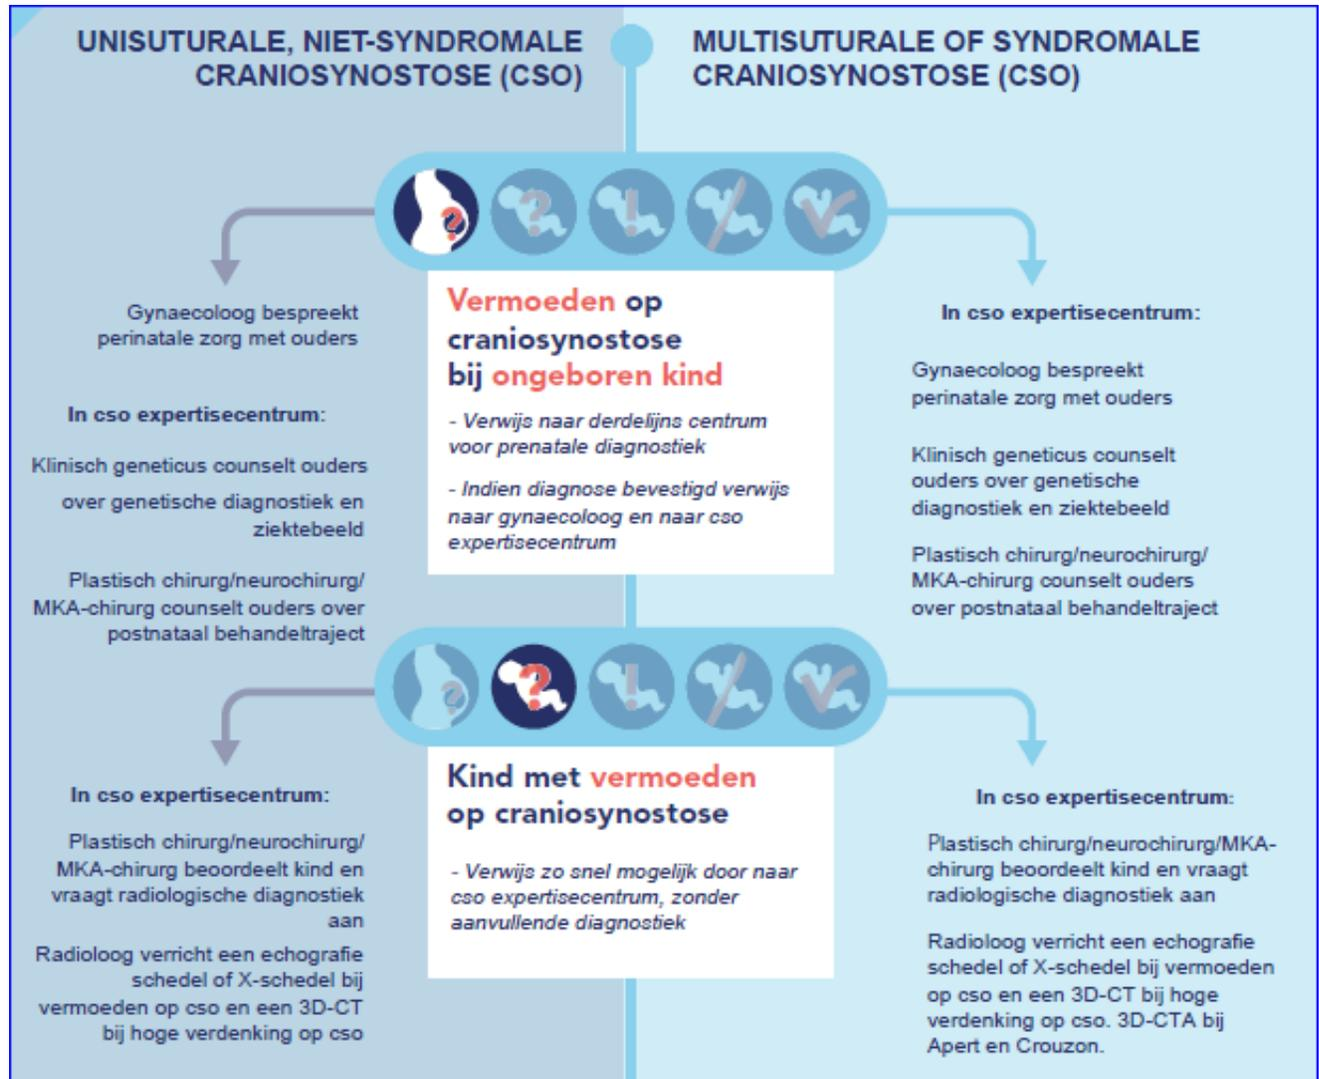 UNISUTURALE, NIET-SYNDROMALE
CRANIOSYNOSTOSE (CSO)
MULTISUTURALE OF SYNDROMALE
CRANIOSYNOSTOSE (CSO)
?
?
!
Vermoeden op
craniosynostose
bij ongeboren kind
- Verwijs naar derdelijns centrum
voor prenatale diagnostiek
- Indien diagnose bevestigd verwijs
naar gynaecoloog en naar cso
expertisecentrum
Gynaecoloog bespreekt
perinatale zorg met ouders
In cso expertisecentrum:
Klinisch geneticus counselt ouders
over genetische diagnostiek en
ziektebeeld
Plastisch chirurg/neurochirurg/
MKA-chirurg counselt ouders over
postnataal behandeltraject
In cso expertisecentrum:
Gynaecoloog bespreekt
perinatale zorg met ouders
Klinisch geneticus counselt
ouders over genetische
diagnostiek en ziektebeeld
Plastisch chirurg/neurochirurg/
MKA-chirurg counselt ouders
over postnataal behandeltraject
?
?
!
Kind met vermoeden
op craniosynostose
- Verwijs zo snel mogelijk door naar
cso expertisecentrum, zonder
aanvullende diagnostiek
In cso expertisecentrum:
Plastisch chirurg/neurochirurg/
MKA-chirurg beoordeelt kind en
vraagt radiologische diagnostiek
aan
Radioloog verricht een echografie
schedel of X-schedel bij
vermoeden op cso en een 3D-CT
bij hoge verdenking op cso
In cso expertisecentrum:
Plastisch chirurg/neurochirurg/MKA-
chirurg beoordeelt kind en vraagt
radiologische diagnostiek aan
Radioloog verricht een echografie
schedel of X-schedel bij vermoeden
op cso en een 3D-CT bij hoge
verdenking op cso. 3D-CTA bij
Apert en Crouzon.